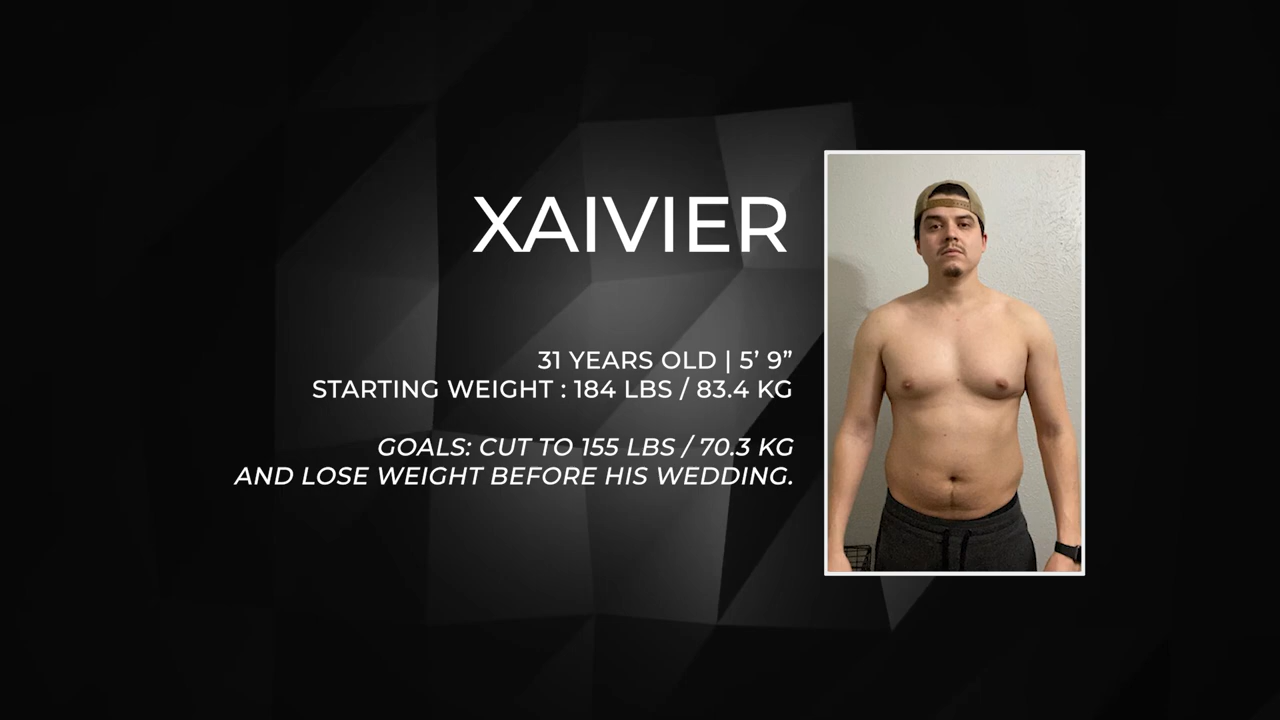 XAIVIER
31 YEARS OLD | 5’ 9”
STARTING WEIGHT : 184 LBS / 83.4 KG
GOALS: CUT TO 155 LBS / 70.3 KG
AND LOSE WEIGHT BEFORE HIS WEDDING.